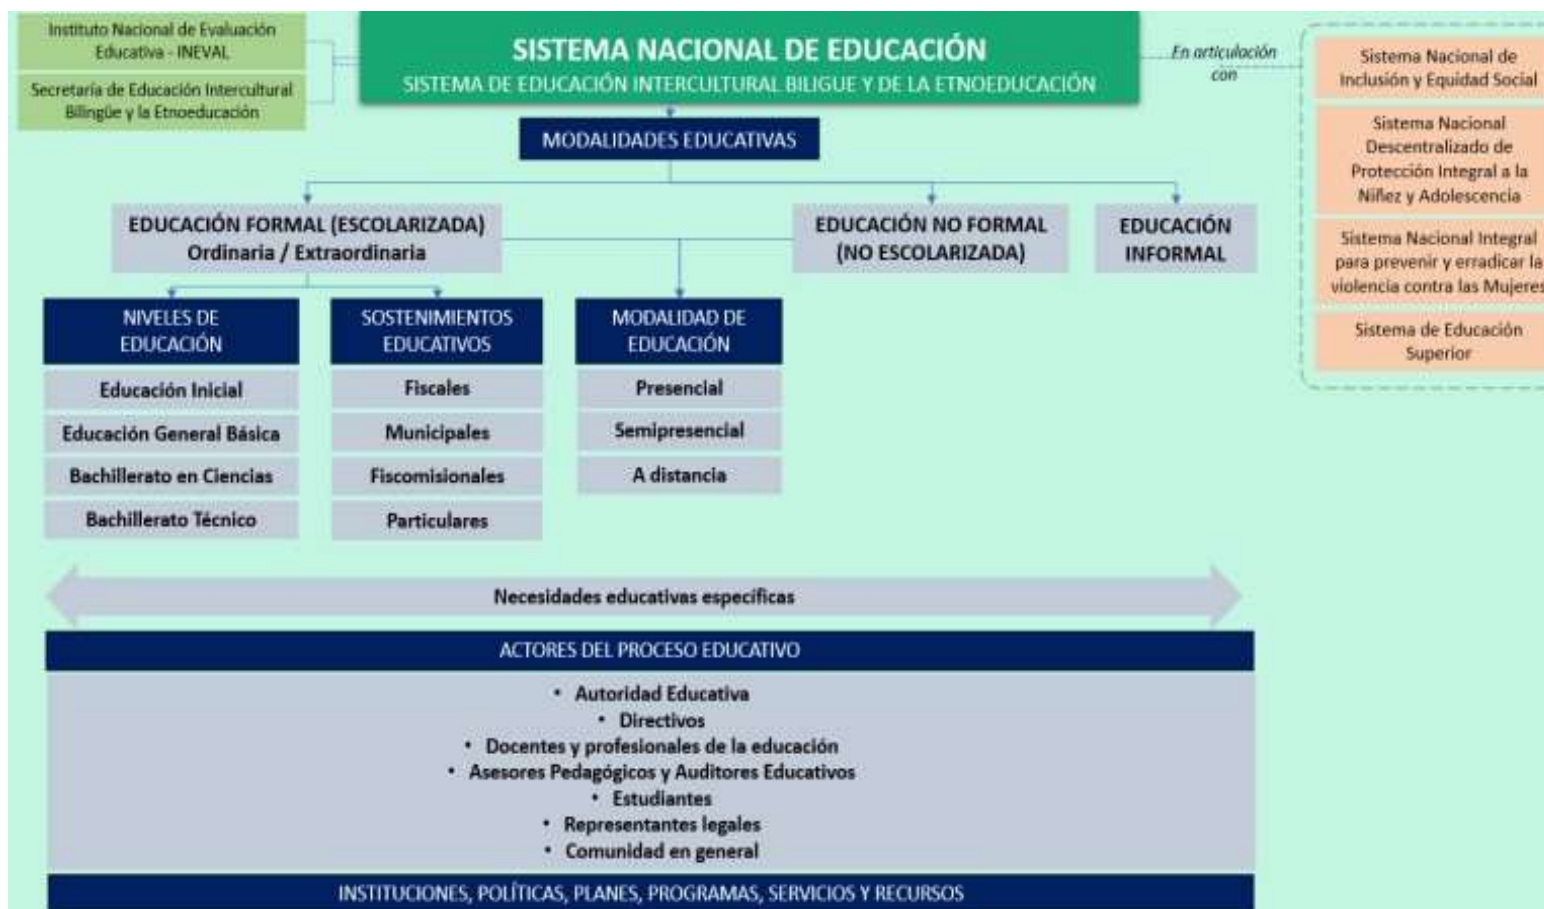 Instituto Nacional de Evaluación
Educativa - INEVAL
Secretaría de Educación Intercultural
Bilingüe y la Etnoeducación
SISTEMA NACIONAL DE EDUCACIÓN
SISTEMA DE EDUCACIÓN INTERCULTURAL BILIGUE Y DE LA ETNOEDUCACIÓN
En articulación
con
Sistema Nacional de
Inclusión y Equidad Social
Sistema Nacional
Descentralizado de
Protección Integral a la
Niñez y Adolescencia
Sistema Nacional Integral
para prevenir y erradicar la
violencia contra las Mujeres
Sistema de Educación
Superior
MODALIDADES EDUCATIVAS
EDUCACIÓN FORMAL (ESCOLARIZADA)
Ordinaria / Extraordinaria
EDUCACIÓN NO FORMAL
(NO ESCOLARIZADA)
EDUCACIÓN
INFORMAL
NIVELES DE
EDUCACIÓN
Educación Inicial
Educación General Básica
Bachillerato en Ciencias
Bachillerato Técnico
SOSTENIMIENTOS
EDUCATIVOS
Fiscales
Municipales
Fiscomisionales
Particulares
MODALIDAD DE
EDUCACIÓN
Presencial
Semipresencial
A distancia
Necesidades educativas específicas
ACTORES DEL PROCESO EDUCATIVO
• Autoridad Educativa
• Directivos
• Docentes y profesionales de la educación
• Asesores Pedagógicos y Auditores Educativos
• Estudiantes
• Representantes legales
• Comunidad en general
INSTITUCIONES, POLÍTICAS, PLANES, PROGRAMAS, SERVICIOS Y RECURSOS